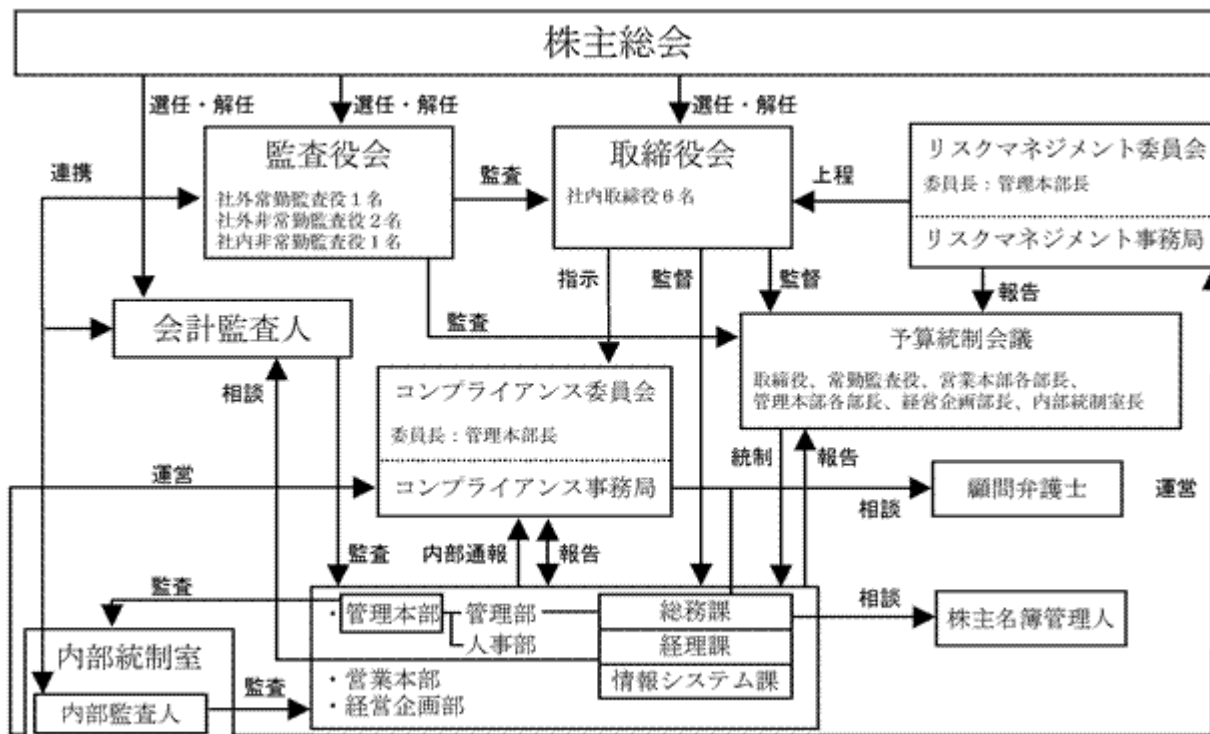 株主総会
選任・解任
選任・解任
選任・解任
監査役会
社外常勤監査役1名
社外非常勤監査役2名
社内非常勤監査役1名
取締役会
社内取締役6名
リスクマネジメント委員会
委員長：管理本部長
リスクマネジメント事務局
連携
監査
上程
指示
監督
監督
報告
会計監査人
監査
予算統制会議
取締役、常勤監査役、営業本部各部長、
管理本部各部長、経営企画部長、内部統制室長
相談
コンプライアンス委員会
委員長：管理本部長
コンプライアンス事務局
運営
統制
報告
顧問弁護士
運営
相談
監査
内部通報
報告
監査
・管理本部
管理部
人事部
総務課
経理課
情報システム課
相談
株主名簿管理人
内部統制室
内部監査人
監査
・営業本部
・経営企画部